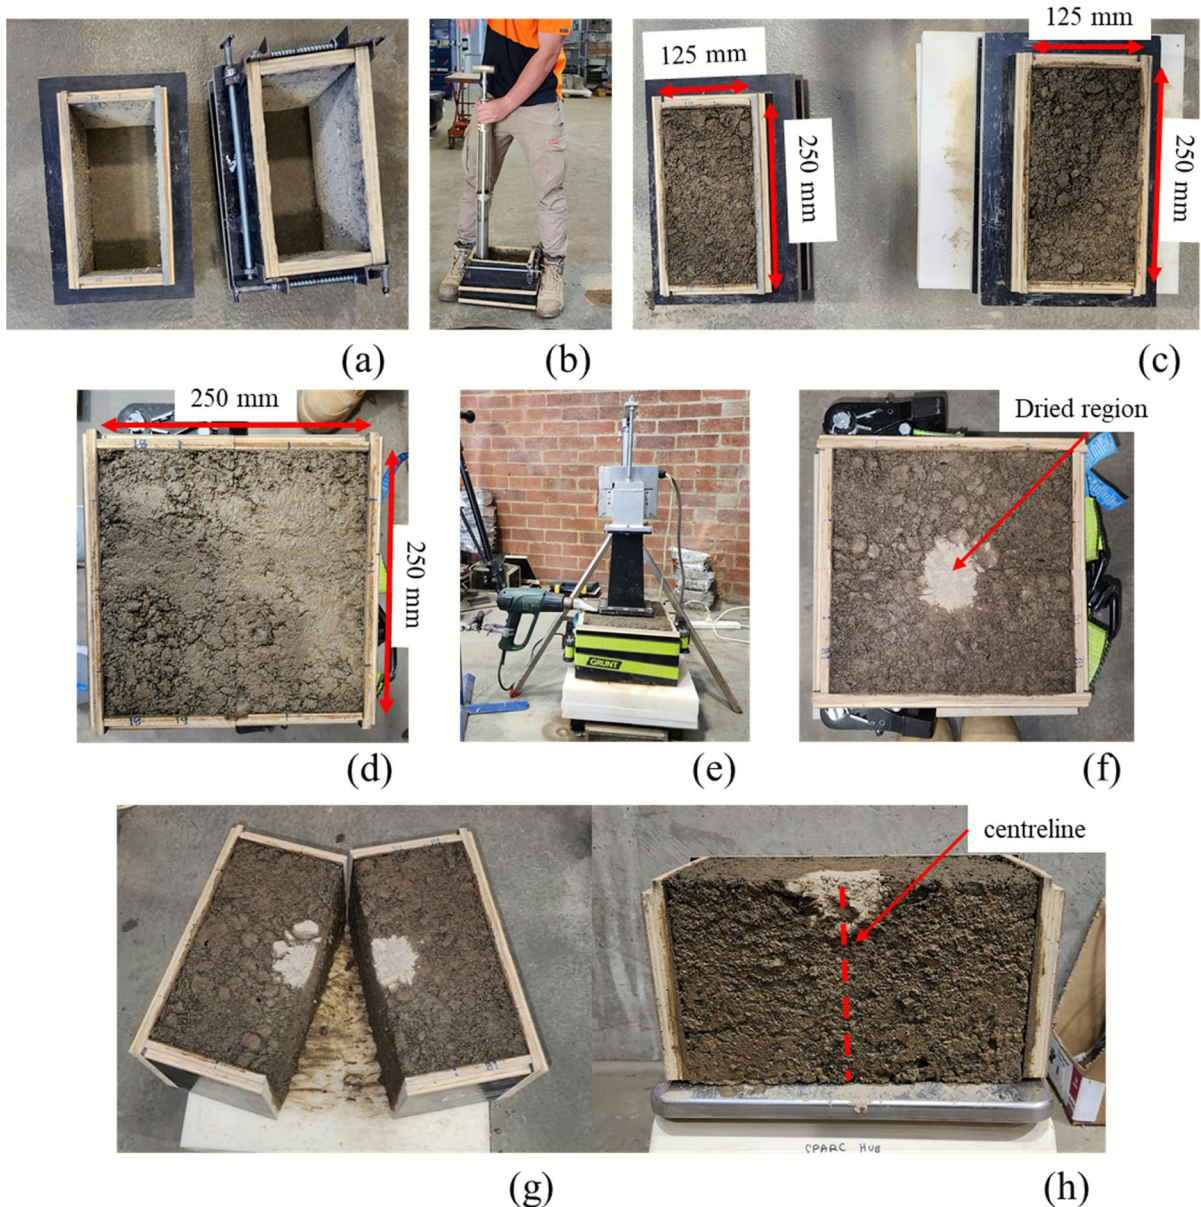 125 mm
250 mm
125 mm
250 mm
(a)
(b)
(c)
250 mm
250 mm
Dried region
GRUNT
(d)
(e)
(f)
centreline
SPARC HUB
(g)
(h)